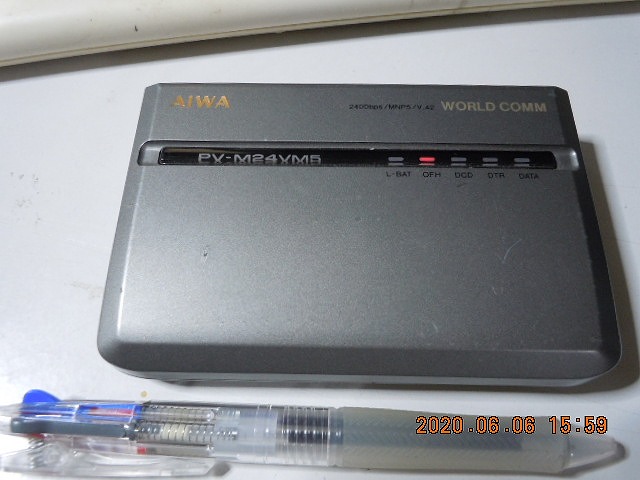 AIWA
2400bps/MNP5/V.42 WORLD COMM
PV-M24VM5
L-BAT OFH DCD DTR DATA
2020.06.06 15:59